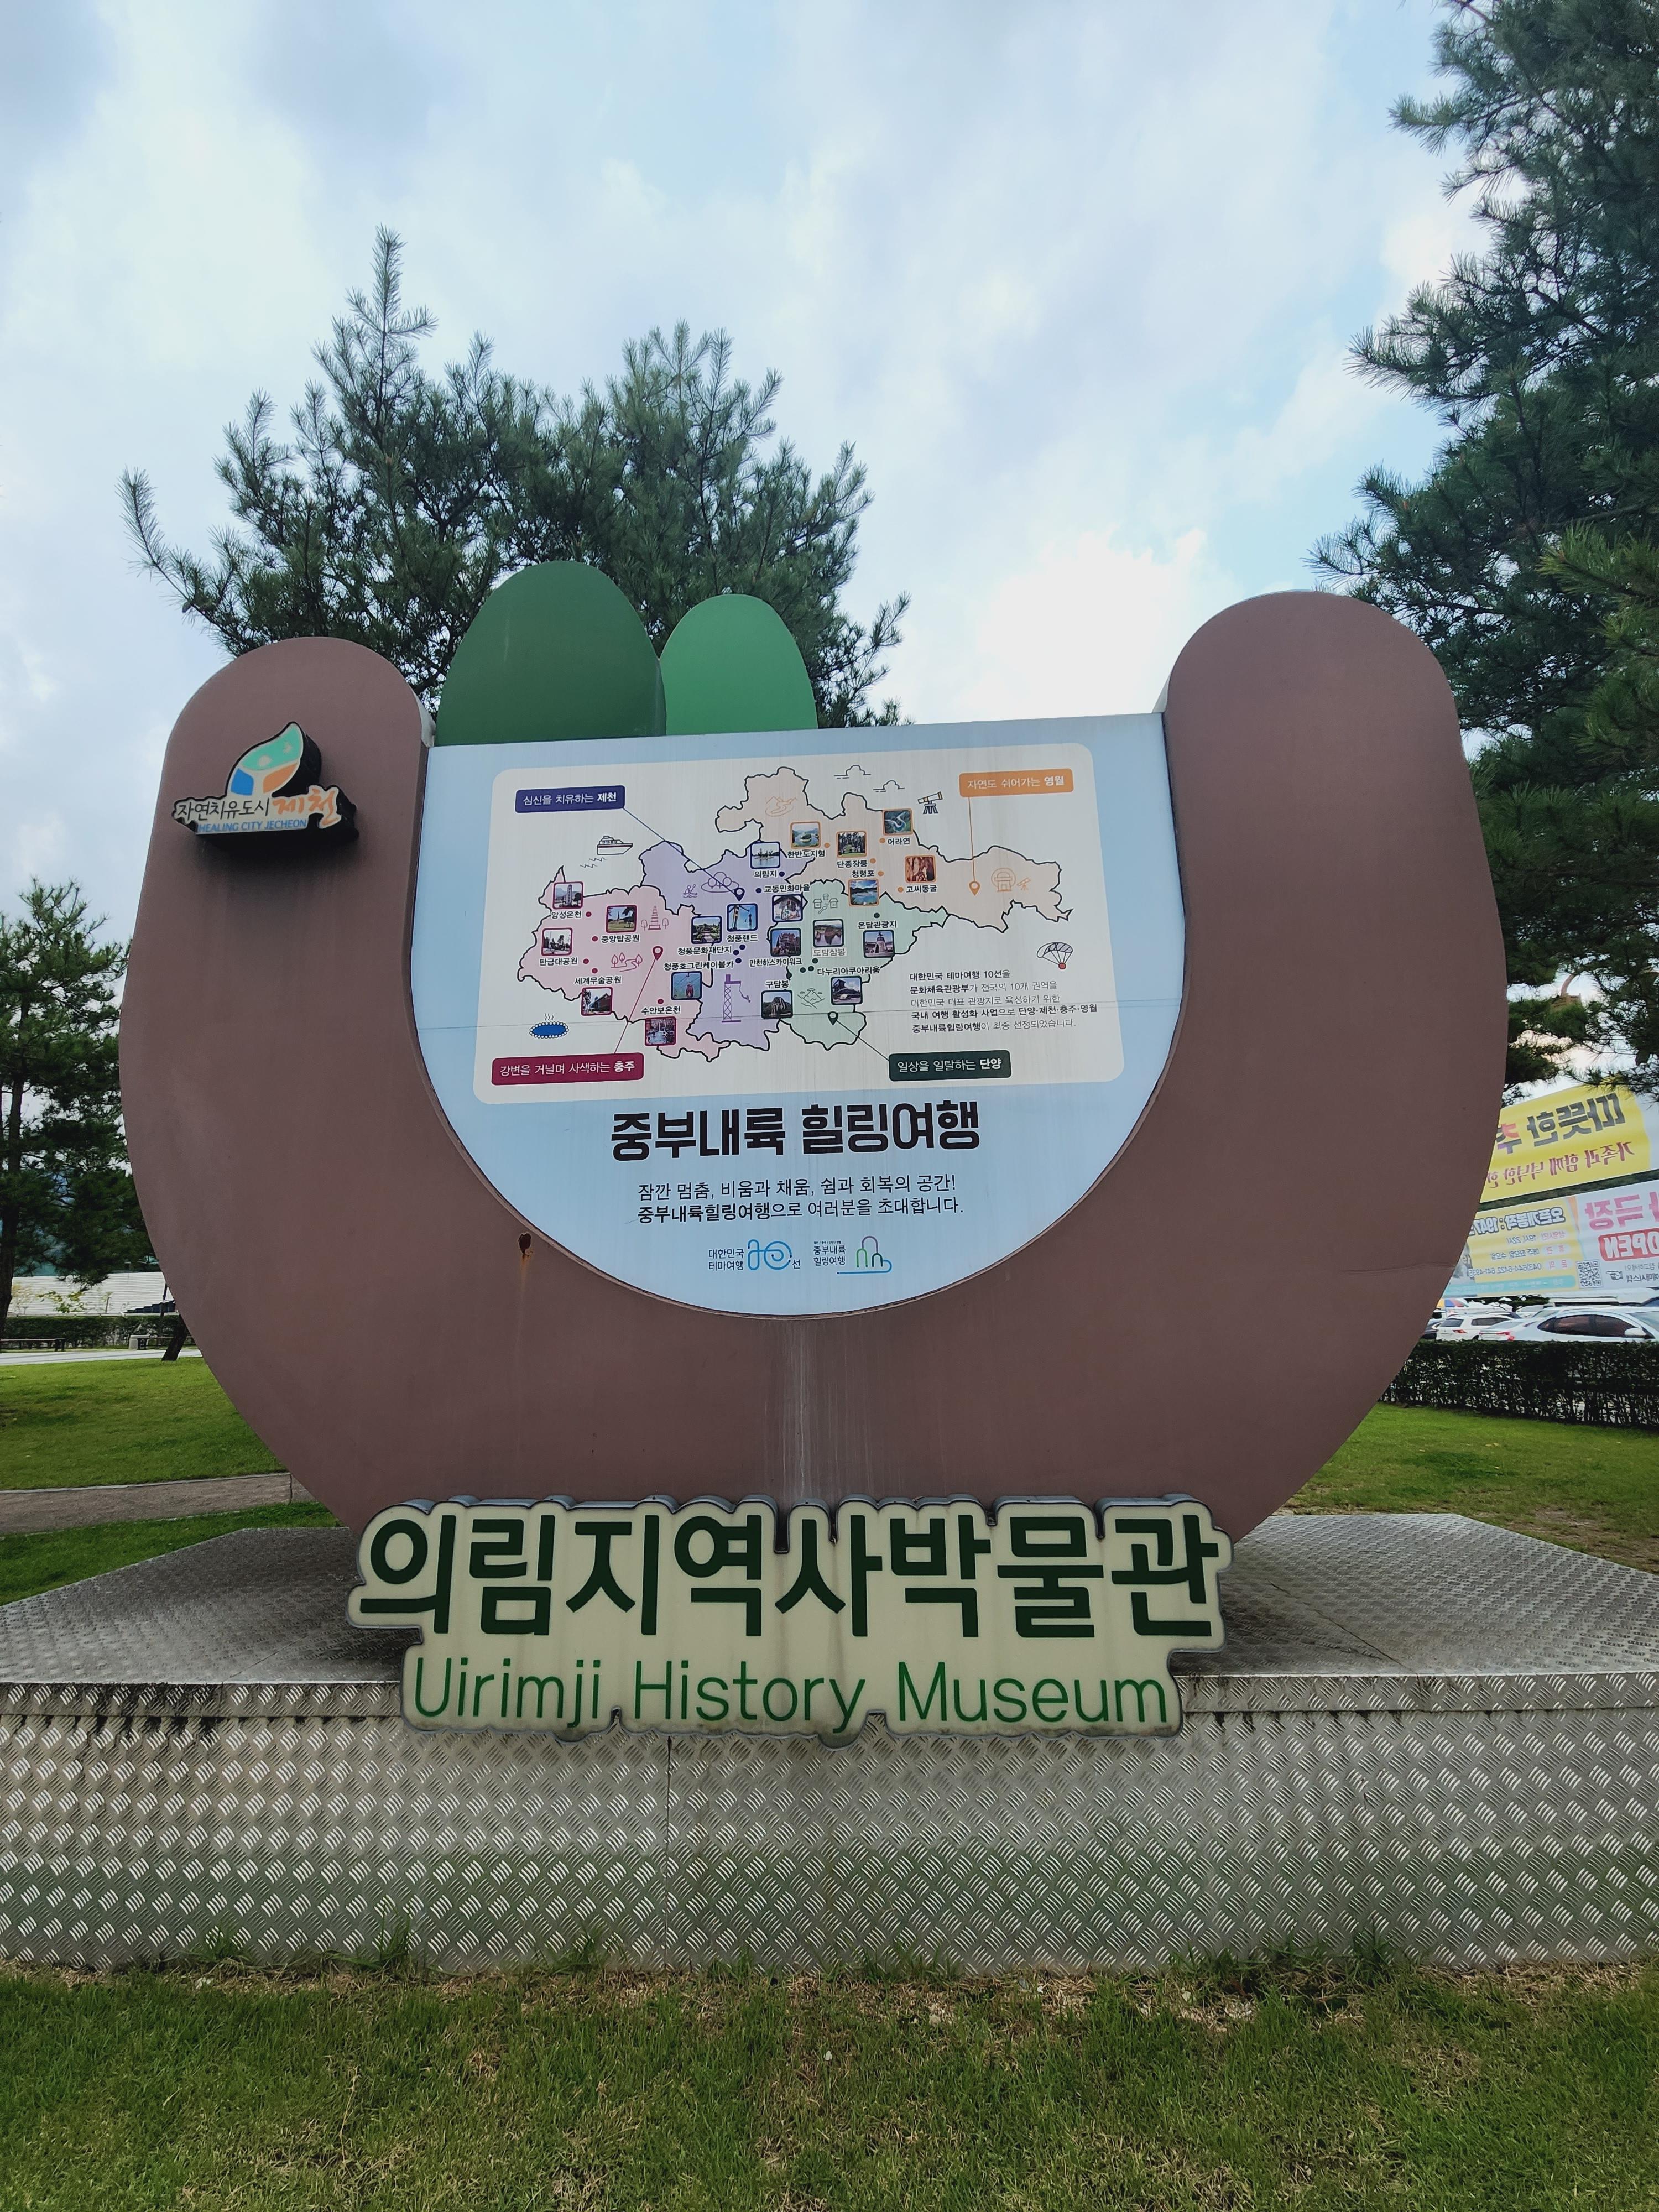 자연치유도시 제천
HEALING CITY JECHEON
심신을 치유하는 제천
자연도 쉬어가는 영월
어라연
한반도지형
단종장릉
의림지
청령포
고씨동굴
교동민화마을
앙성온천
중앙탑공원
청풍랜드
온달관광지
청풍문화재단지
도담삼봉
탄금대공원
만천하스카이워크
청풍호그린케이블카
다누리아쿠아리움
세계무술공원
구담봉
수안보온천
대한민국 테마여행 10선을
문화체육관광부가 전국의 10개 권역을
대한민국 대표 관광지로 육성하기 위한
국내 여행 활성화 사업으로 단양·제천·충주·영월
중부내륙힐링여행이 최종 선정되었습니다.
강변을 거닐며 사색하는 충주
일상을 일탈하는 단양
중부내륙 힐링여행
잠깐 멈춤, 비움과 채움, 쉼과 회복의 공간!
중부내륙힐링여행으로 여러분을 초대합니다.
대한민국
테마여행 10선
중부내륙
힐링여행
의림지역사박물관
Uirimji History Museum
따뜻한
가족과 함께
극장
OPEN